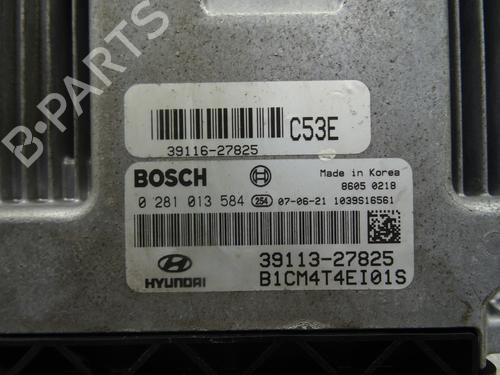 B-PARTS
C53E
39116-27825
BOSCH
Made in Korea
8605 0218
0 281 013 584 254 07-06-21 1039S16561
39113-27825
HYUNDAI
B1CM4T4EI01S